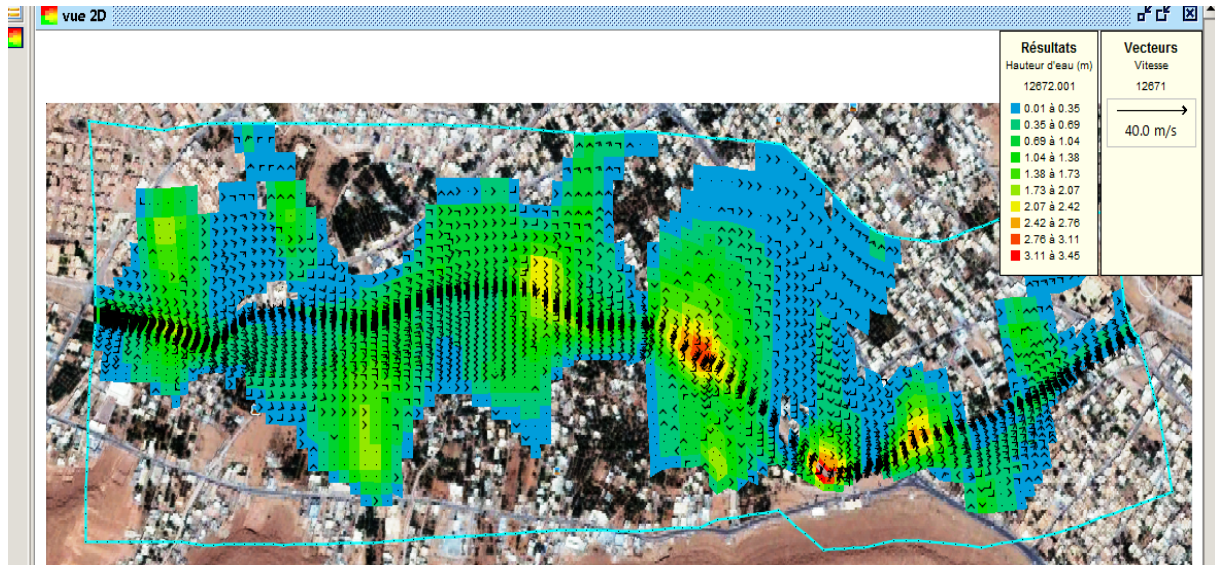 vue 2D
Résultats
Hauteur d'eau (m)
12672.001
0.01 à 0.35
0.35 à 0.69
0.69 à 1.04
1.04 à 1.38
1.38 à 1.73
1.73 à 2.07
2.07 à 2.42
2.42 à 2.76
2.76 à 3.11
3.11 à 3.45
Vecteurs
Vitesse
12671
40.0 m/s